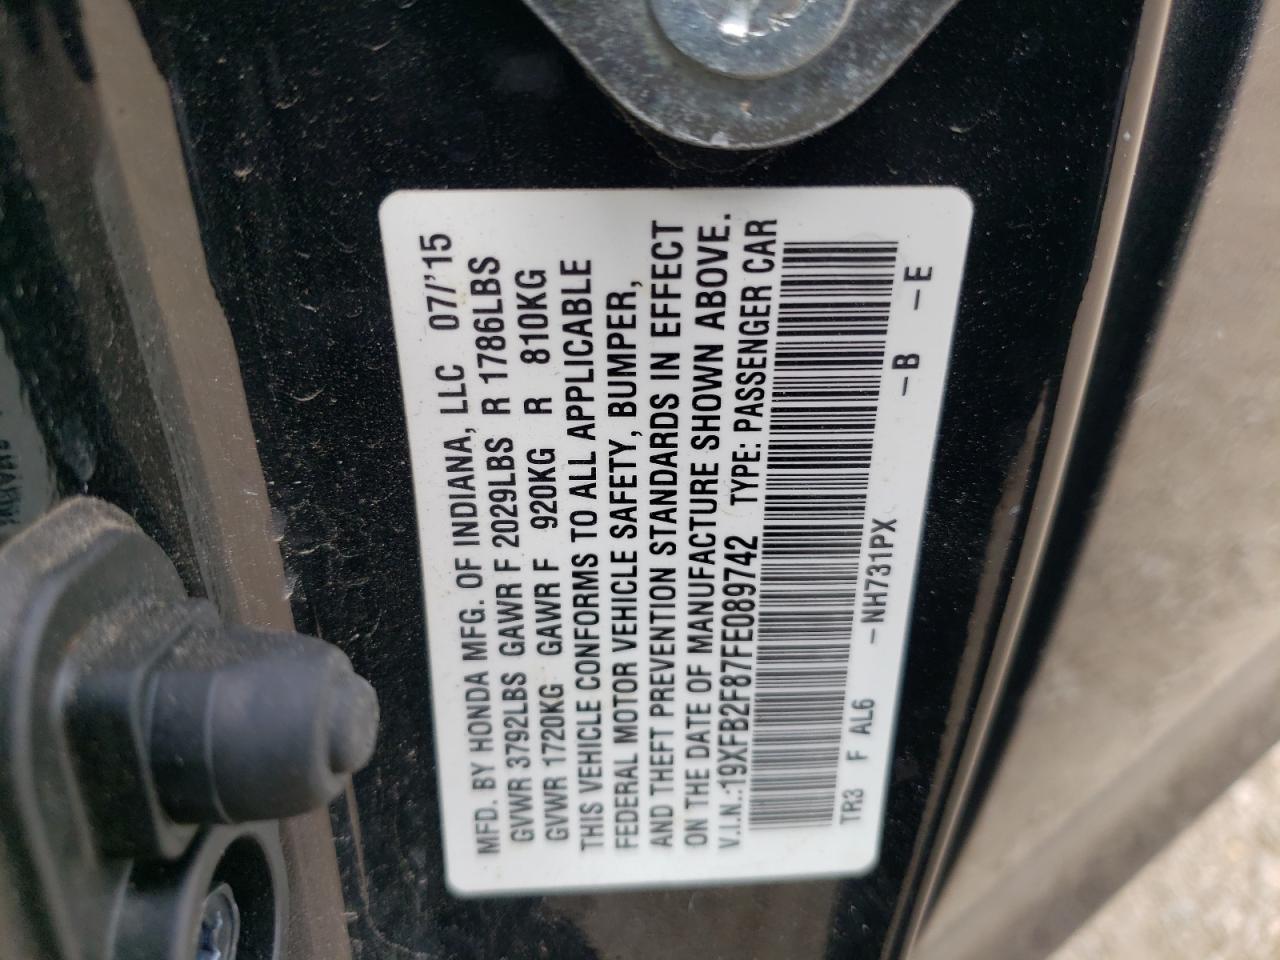 MFD. BY HONDA MFG. OF INDIANA, LLC 07/'15
GVWR 3792LBS GAWR F 2029LBS R 1786LBS
GVWR 1720KG GAWR F 920KG R 810KG
THIS VEHICLE CONFORMS TO ALL APPLICABLE
FEDERAL MOTOR VEHICLE SAFETY, BUMPER,
AND THEFT PREVENTION STANDARDS IN EFFECT
ON THE DATE OF MANUFACTURE SHOWN ABOVE.
V.I.N.:19XFB2F87FE089742 TYPE: PASSENGER CAR
TR3 F AL6 -NH731PX -B -E